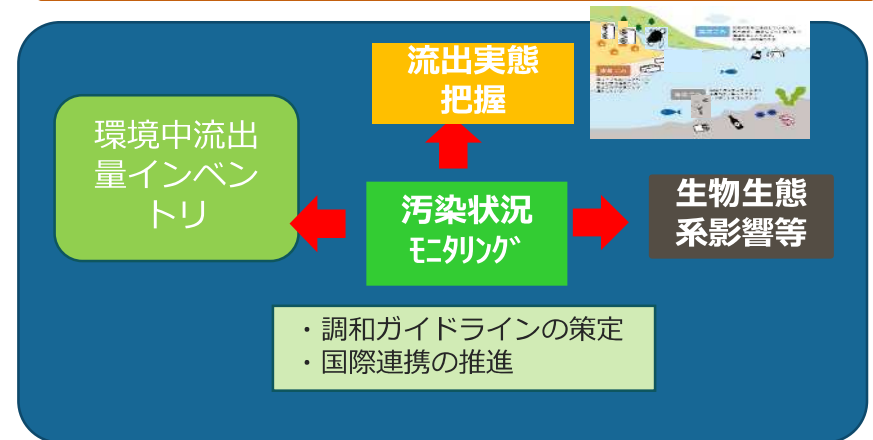 流出実態
把握
環境中流出
量インベン
トリ
汚染状況
ﾓﾆﾀﾘﾝｸﾞ
生物生態
系影響等
・調和ガイドラインの策定
・国際連携の推進